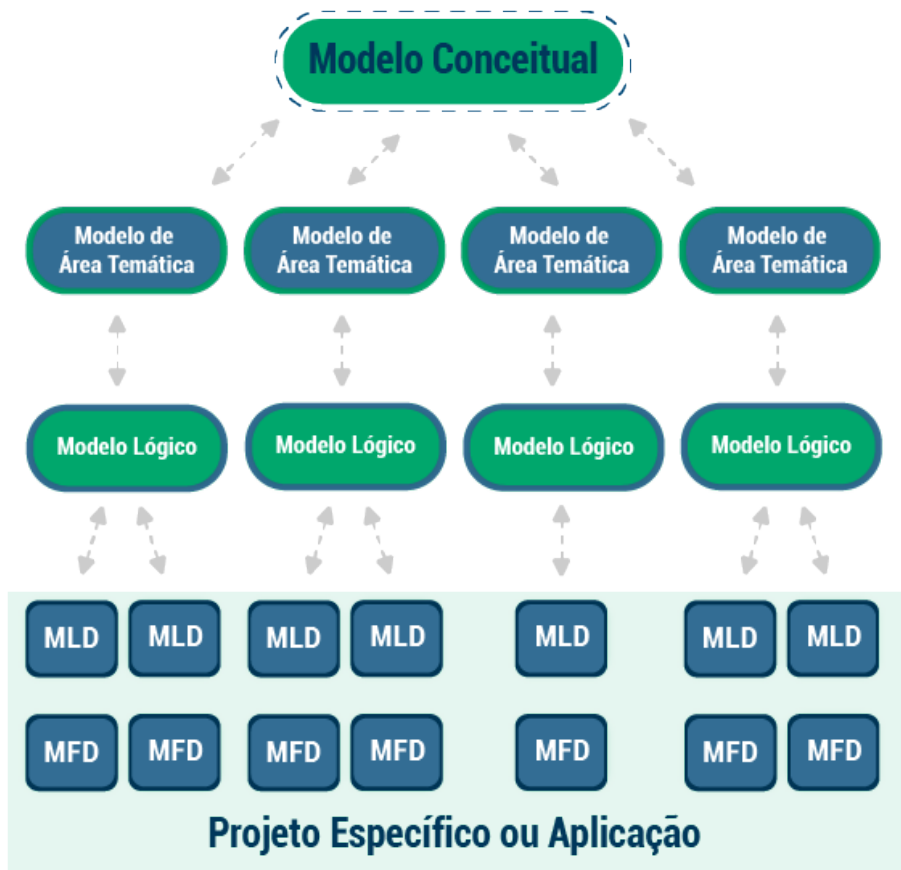 Modelo Conceitual
Modelo de
Área Temática
Modelo de
Área Temática
Modelo de
Área Temática
Modelo de
Área Temática
Modelo Lógico
Modelo Lógico
Modelo Lógico
Modelo Lógico
MLD
MLD
MLD
MLD
MLD
MLD
MLD
MFD
MFD
MFD
MFD
MFD
MFD
MFD
Projeto Específico ou Aplicação